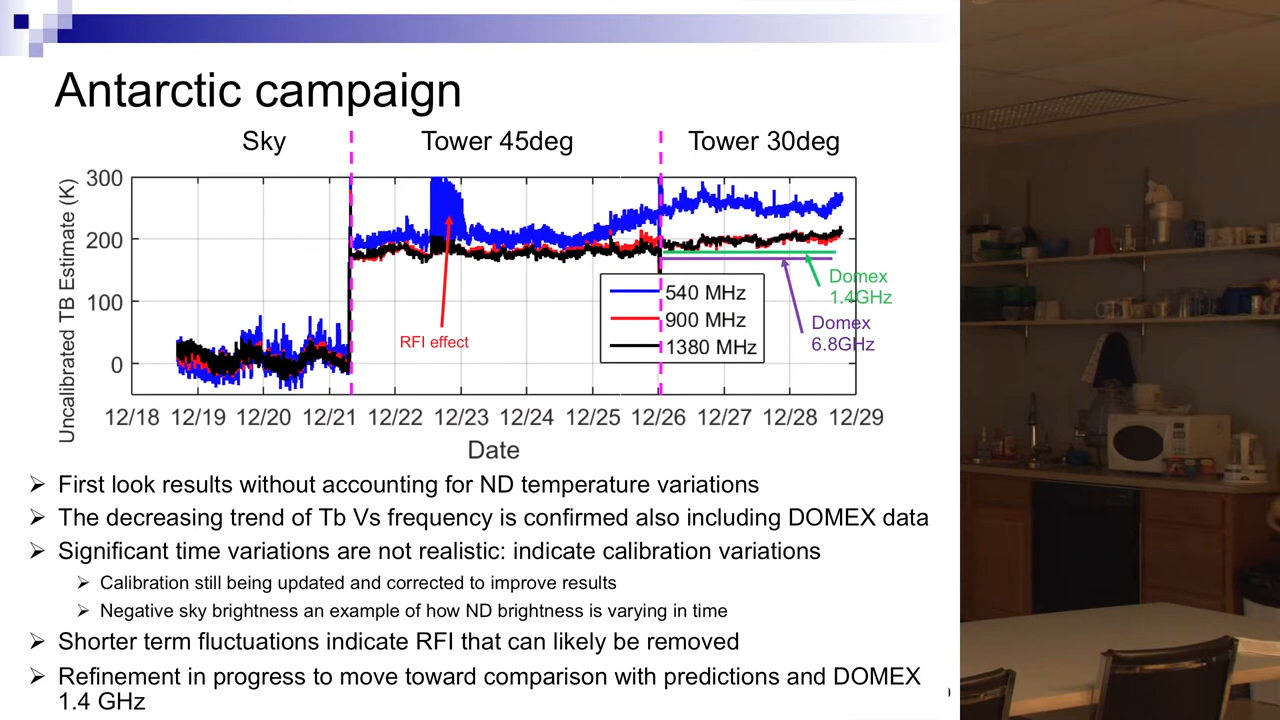 Antarctic campaign
Sky
Tower 45deg
Tower 30deg
Uncalibrated TB Estimate (K)
300
200
100
0
RFI effect
540 MHz
900 MHz
1380 MHz
Domex
1.4GHz
Domex
6.8GHz
12/18 12/19 12/20 12/21 12/22 12/23 12/24 12/25 12/26 12/27 12/28 12/29
Date
First look results without accounting for ND temperature variations
The decreasing trend of Tb Vs frequency is confirmed also including DOMEX data
Significant time variations are not realistic: indicate calibration variations
Calibration still being updated and corrected to improve results
Negative sky brightness an example of how ND brightness is varying in time
Shorter term fluctuations indicate RFI that can likely be removed
Refinement in progress to move toward comparison with predictions and DOMEX
1.4 GHz